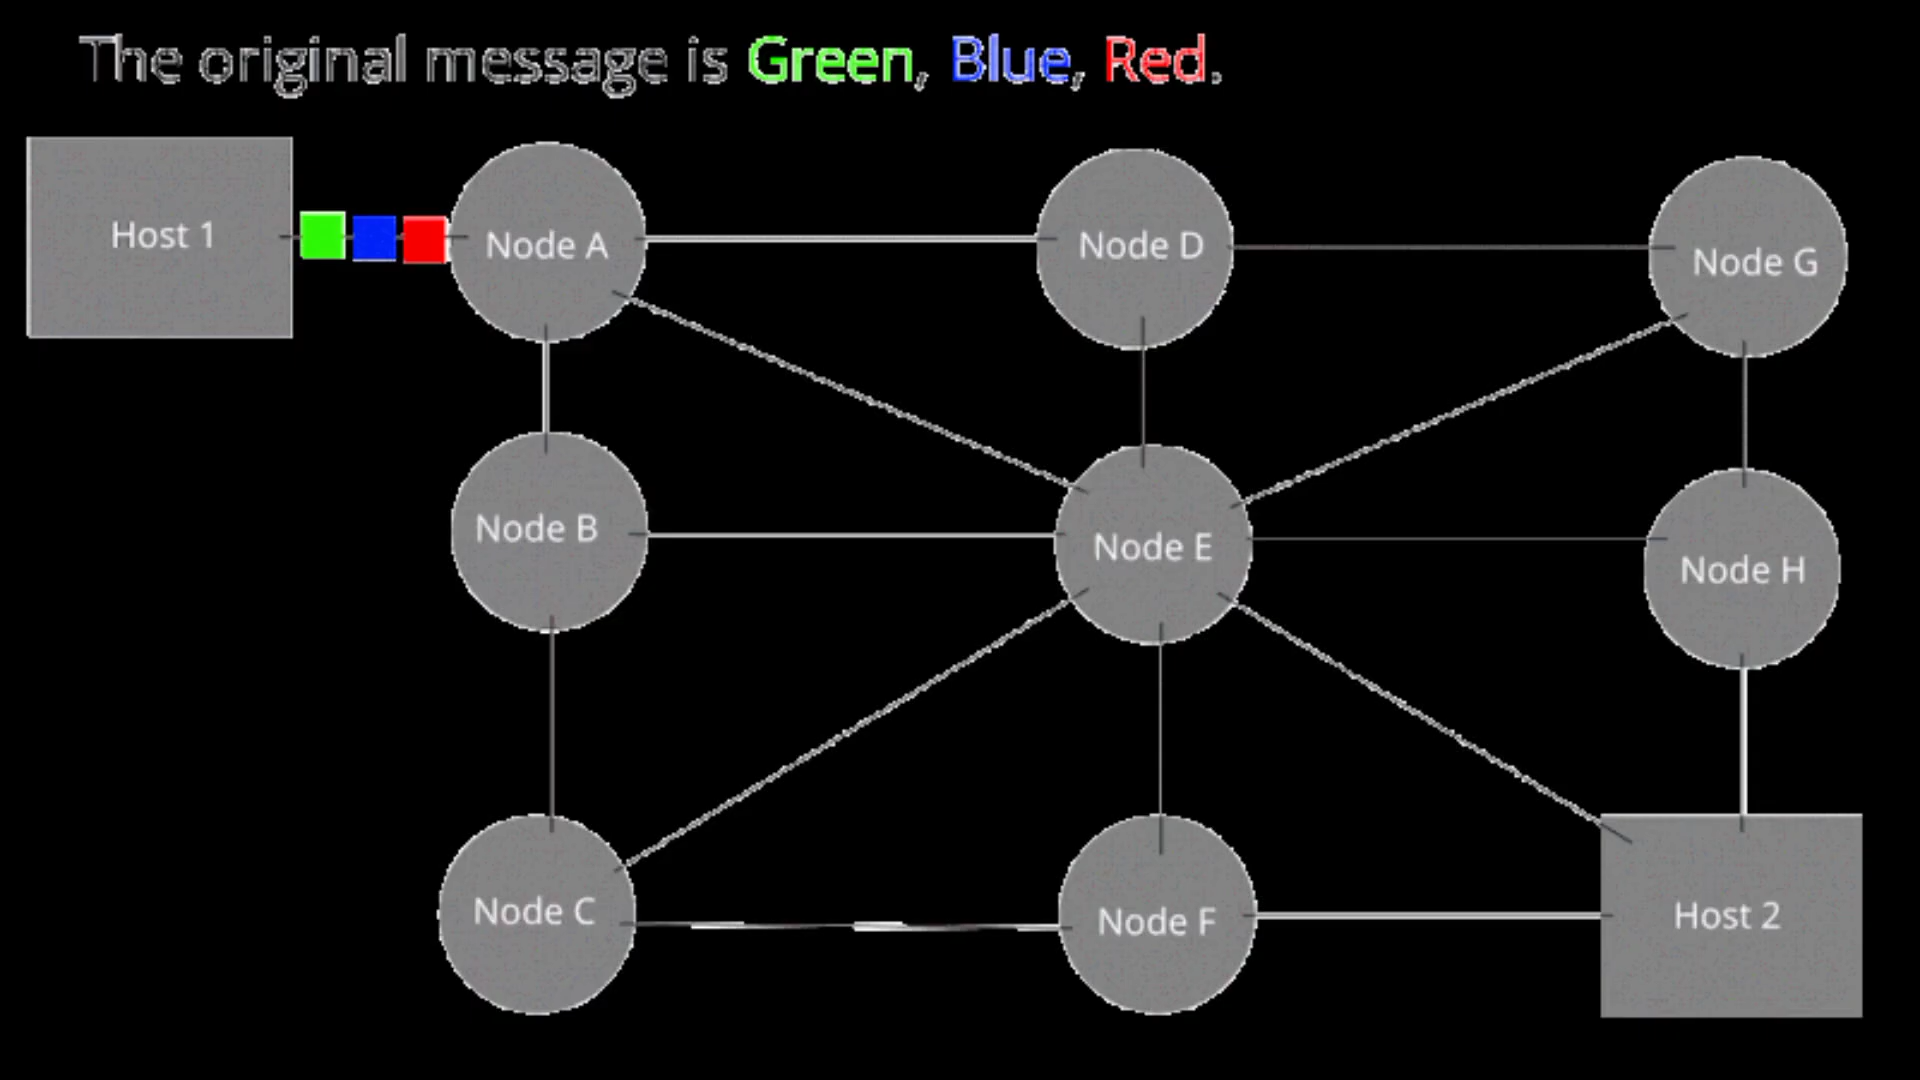 The original message is Green, Blue, Red.
Host 1
Node A
Node D
Node G
Node B
Node E
Node H
Node C
Node F
Host 2